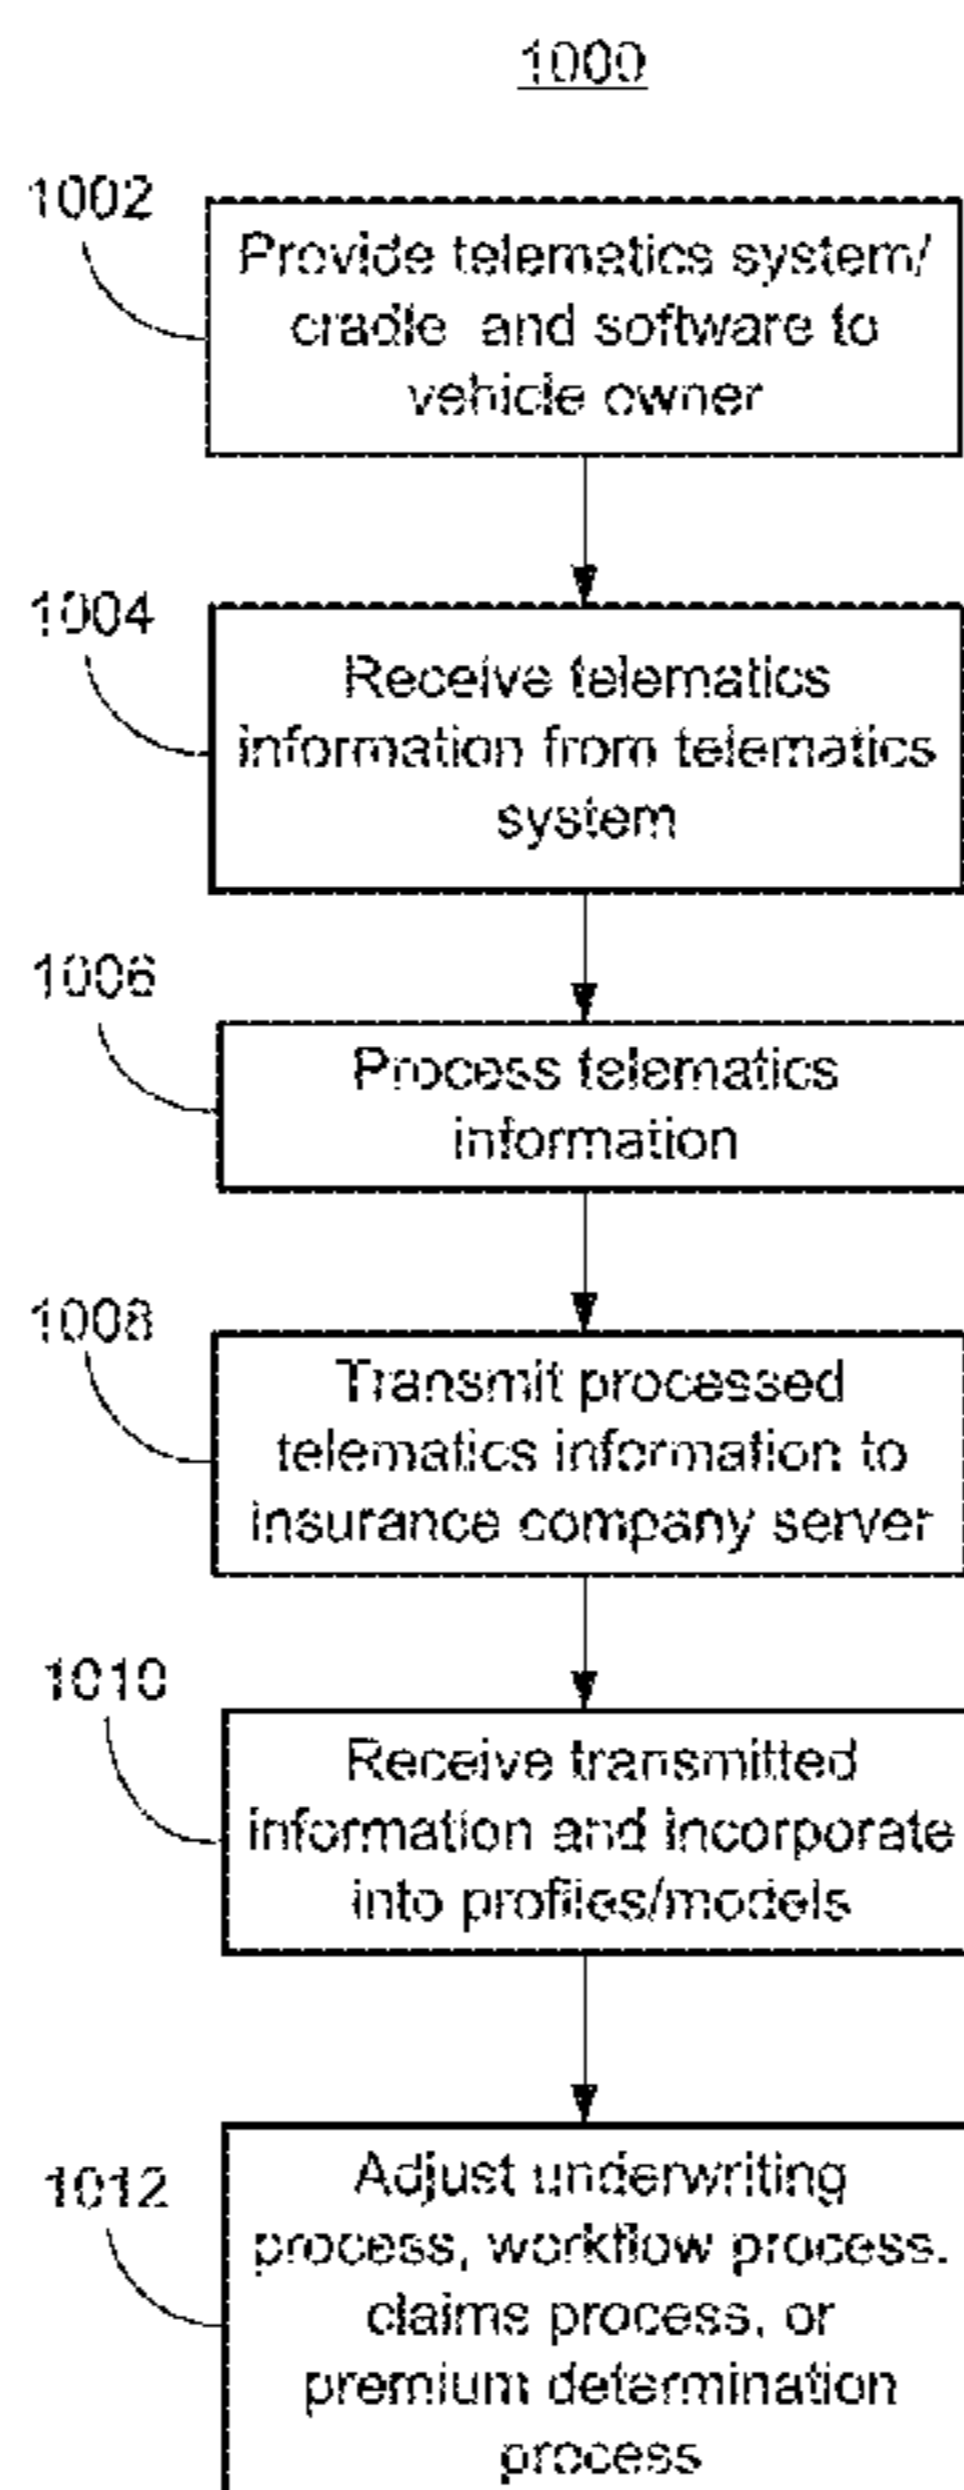 1000
1002
Provide telematics system/
cradle and software to
vehicle owner
1004
Receive telematics
information from telematics
system
1006
Process telematics
information
1008
Transmit processed
telematics information to
insurance company server
1010
Receive transmitted
information and incorporate
into profiles/models
1012
Adjust underwriting
process, workflow process,
claims process, or
premium determination
process